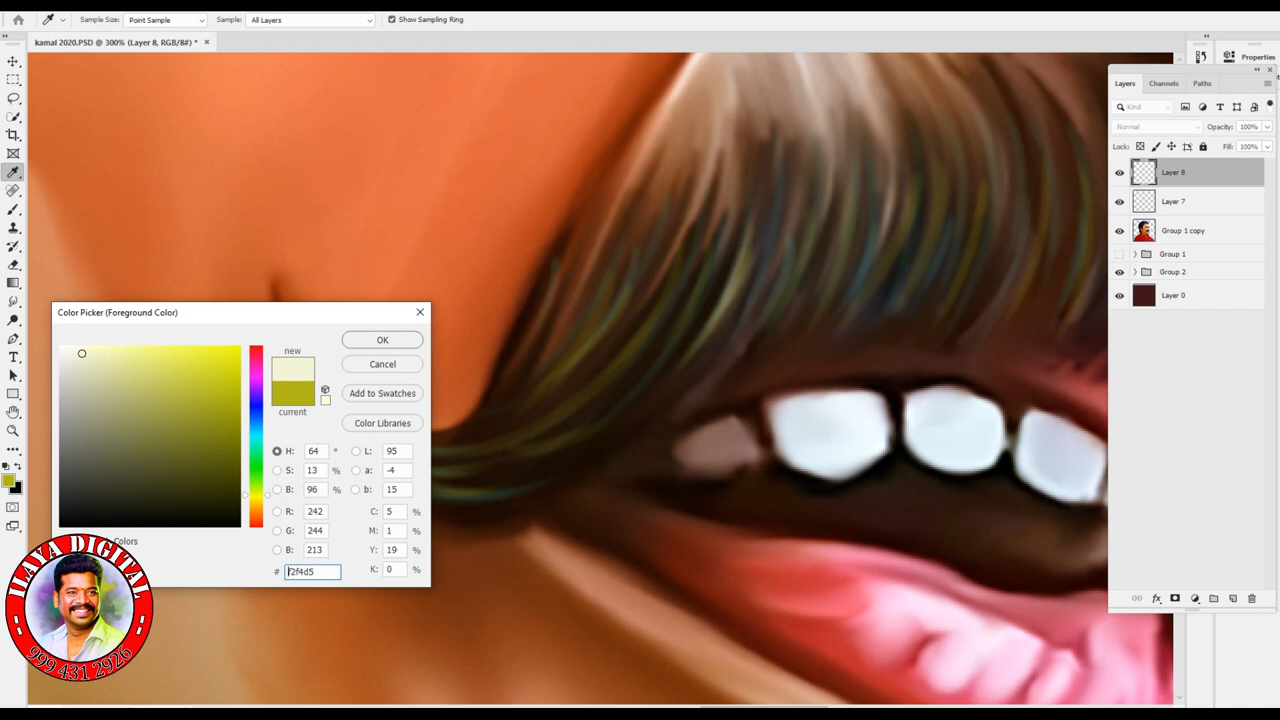 Sample Size: Point Sample Sample: All Layers Show Sampling Ring
kamal 2020.PSD @ 300% (Layer 8, RGB/8#) * ×
Properties
Layers Channels Paths
Kind
Normal Opacity: 100%
Lock: Fill: 100%
Layer 8
Layer 7
Group 1 copy
Group 1
Group 2
Layer 0
Color Picker (Foreground Color)
new
current
OK
Cancel
Add to Swatches
Color Libraries
H: 64 ° L: 95
S: 13 % a: -4
B: 96 % b: 15
R: 242 C: 5 %
G: 244 M: 1 %
B: 213 Y: 19 %
# f2f4d5 K: 0 %
Colors
ILAYA DIGITAL
999 431 2926